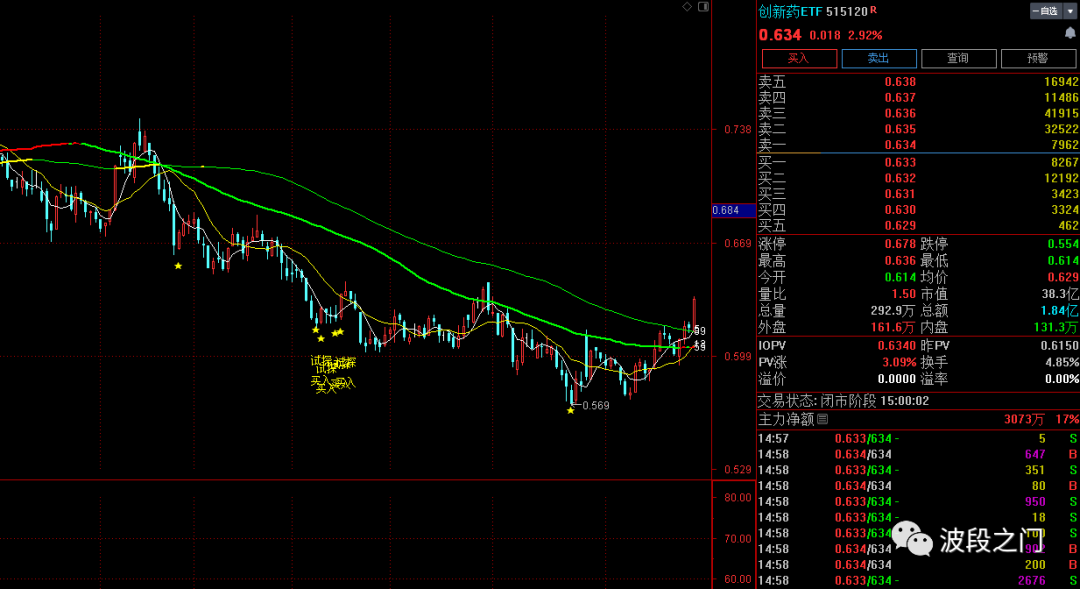 创新药ETF 515120 R
自选
0.634 0.018 2.92%
买入 卖出 查询 预警
卖五 0.638 16942
卖四 0.637 11486
卖三 0.636 41915
卖二 0.635 32522
卖一 0.634 7962
买一 0.633 8267
买二 0.632 12192
买三 0.631 3423
买四 0.630 3324
买五 0.629 462
涨停 0.678 跌停 0.554
最高 0.636 最低 0.614
今开 0.614 均价 0.629
量比 1.50 市值 38.3亿
总量 292.9万 总额 1.84亿
外盘 161.6万 内盘 131.3万
IOPV 0.6340 昨PV 0.6150
PV涨 3.09% 换手 4.85%
溢价 0.0000 溢率 0.00%
交易状态: 闭市阶段 15:00:02
主力净额 3073万 17%
14:57 0.633/634 - 5 S
14:58 0.634/634 647 B
14:58 0.633/634 - 351 S
14:58 0.634/634 80 B
14:58 0.633/634 - 950 S
14:58 0.633/634 - 18 S
14:58 0.633/634 S
14:58 0.634/634 B
14:58 0.634/634 200 B
14:58 0.633/634 - 2676 S
波段之门
0.738
0.684
0.669
0.599
0.529
80.00
70.00
60.00
0.569
试探
买入